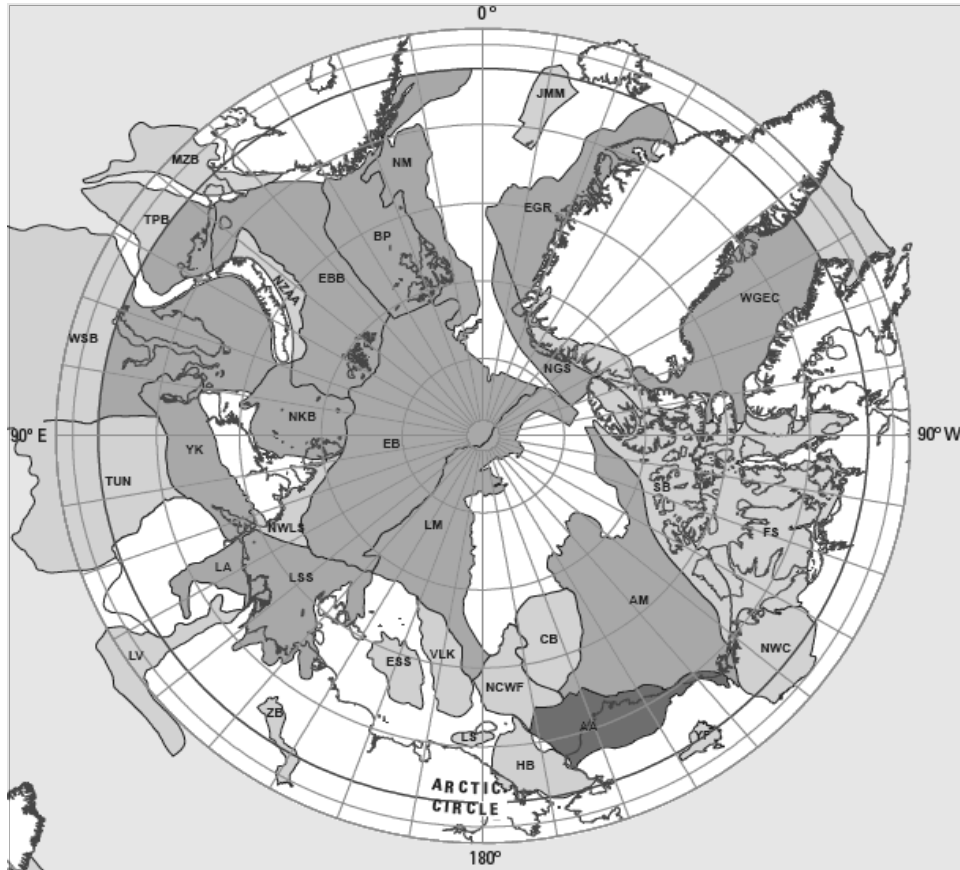 0°
JMM
MZB
NM
TPB
EGR
BP
EBB
NZAA
WGEC
WSB
NGS
NKB
90° E
EB
90° W
YK
TUN
SB
LM
NWLS
FS
LA
LSS
AM
CB
LV
NWC
ESS
VLK
NCWF
ZB
AA
LS
YF
HB
ARCTIC
CIRCLE
180°